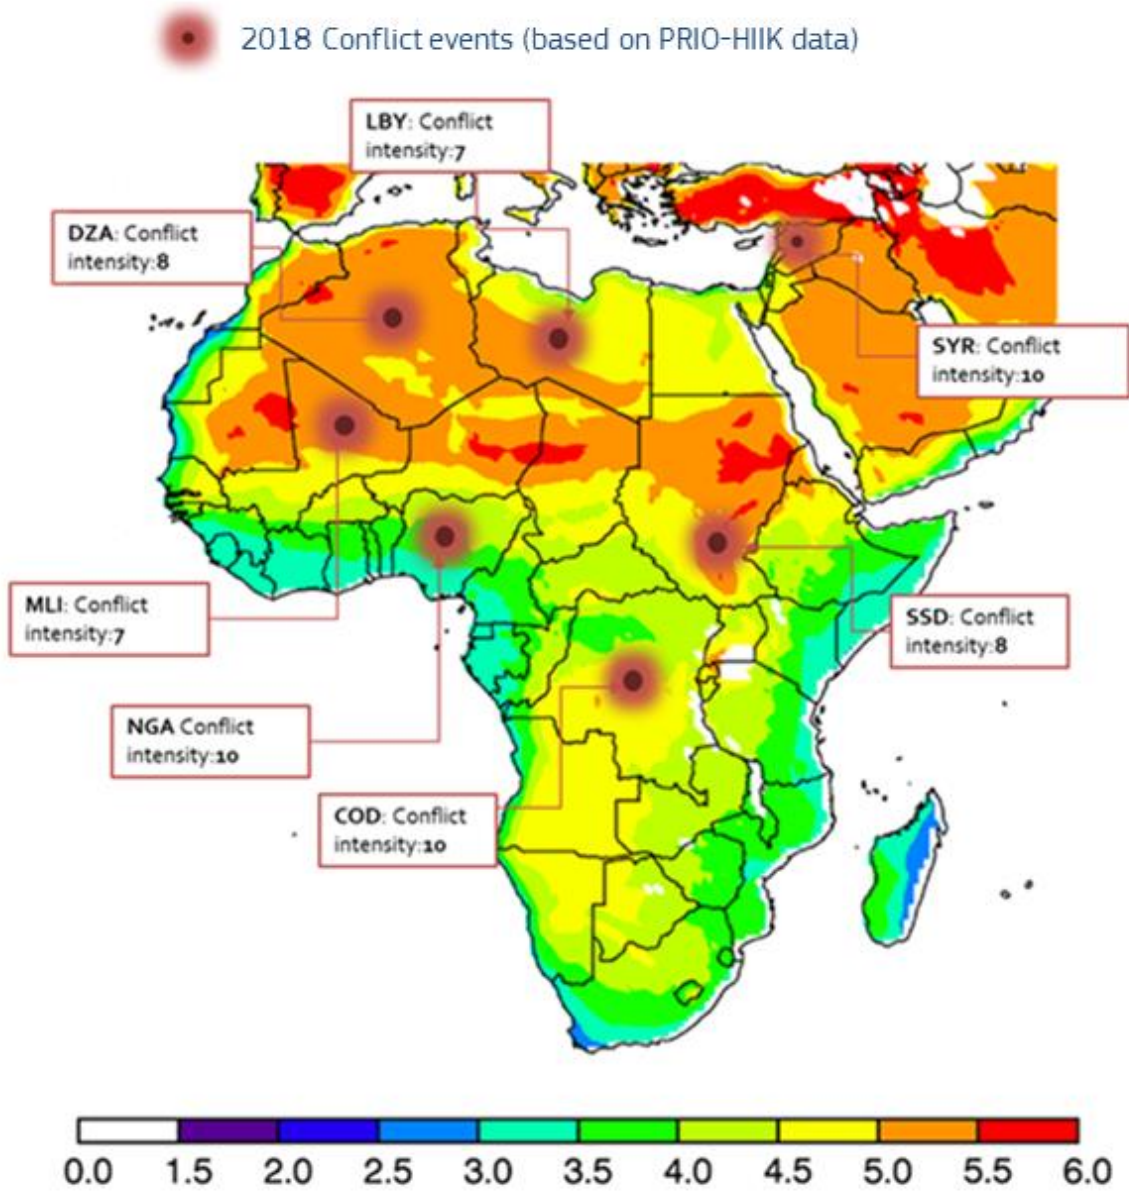 2018 Conflict events (based on PRIO-HIIK data)
LBY: Conflict
intensity:7
DZA: Conflict
intensity:8
SYR: Conflict
intensity:10
MLI: Conflict
intensity:7
SSD: Conflict
intensity:8
NGA Conflict
intensity:10
COD: Conflict
intensity:10
0.0 1.5 2.0 2.5 3.0 3.5 4.0 4.5 5.0 5.5 6.0